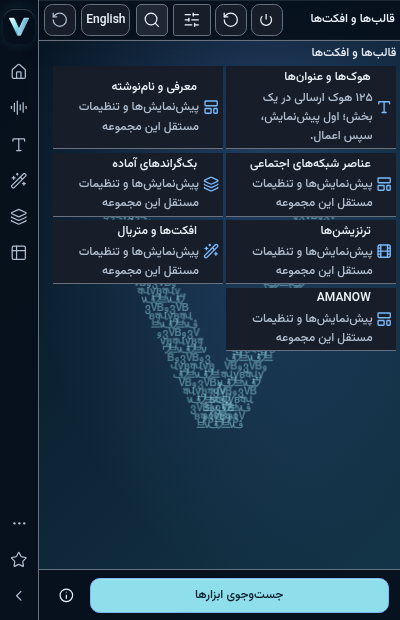 قالب‌ها و افکت‌ها
English
قالب‌ها و افکت‌ها
هوک‌ها و عنوان‌ها
۱۲۵ هوک ارسالی در یک
بخش؛ اول پیش‌نمایش،
سپس اعمال.
معرفی و نام‌نوشته
پیش‌نمایش‌ها و تنظیمات
مستقل این مجموعه
عناصر شبکه‌های اجتماعی
پیش‌نمایش‌ها و تنظیمات
مستقل این مجموعه
بک‌گراندهای آماده
پیش‌نمایش‌ها و تنظیمات
مستقل این مجموعه
ترنزیشن‌ها
پیش‌نمایش‌ها و تنظیمات
مستقل این مجموعه
افکت‌ها و متریال
پیش‌نمایش‌ها و تنظیمات
مستقل این مجموعه
AMANOW
پیش‌نمایش‌ها و تنظیمات
مستقل این مجموعه
جست‌وجوی ابزارها